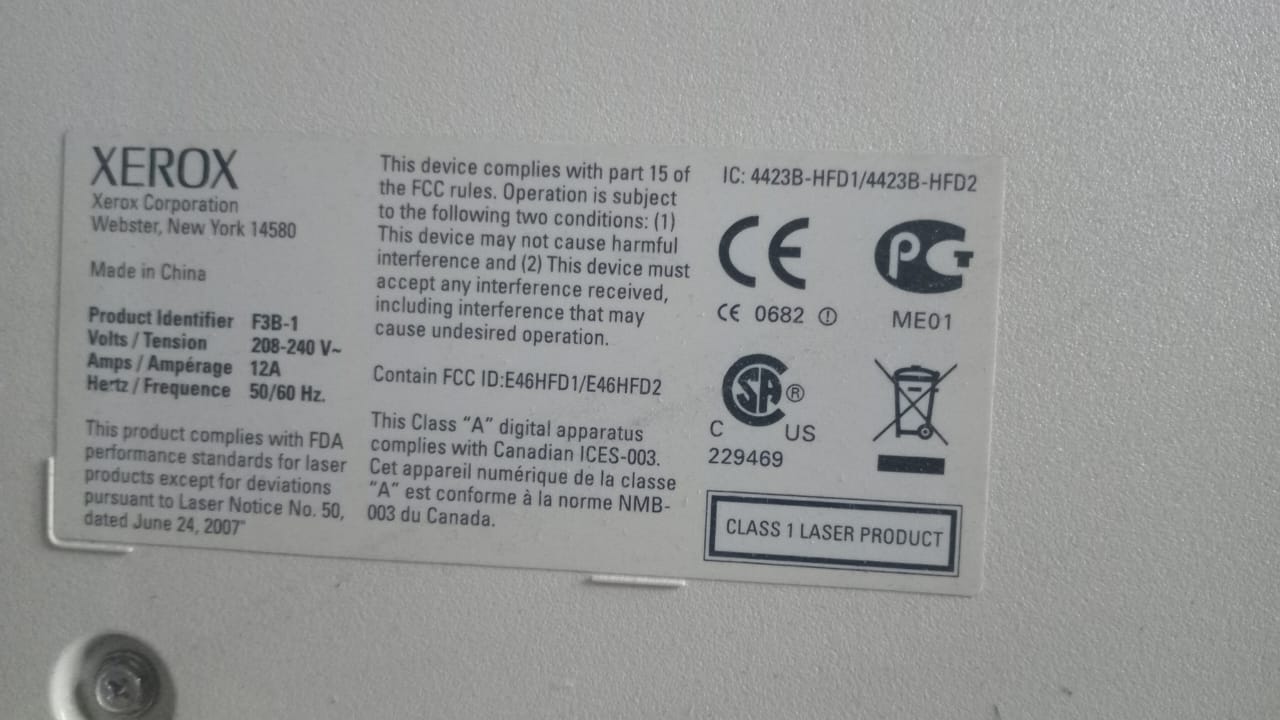 XEROX
Xerox Corporation
Webster, New York 14580
Made in China
Product Identifier F3B-1
Volts / Tension 208-240 V~
Amps / Ampérage 12A
Hertz / Frequence 50/60 Hz.
This product complies with FDA
performance standards for laser
products except for deviations
pursuant to Laser Notice No. 50,
dated June 24, 2007"
This device complies with part 15 of
the FCC rules. Operation is subject
to the following two conditions: (1)
This device may not cause harmful
interference and (2) This device must
accept any interference received,
including interference that may
cause undesired operation.
Contain FCC ID:E46HFD1/E46HFD2
This Class “A” digital apparatus
complies with Canadian ICES-003.
Cet appareil numérique de la classe
“A” est conforme à la norme NMB-
003 du Canada.
IC: 4423B-HFD1/4423B-HFD2
CE
PCT
CE 0682
ME01
SA®
C US
229469
CLASS 1 LASER PRODUCT